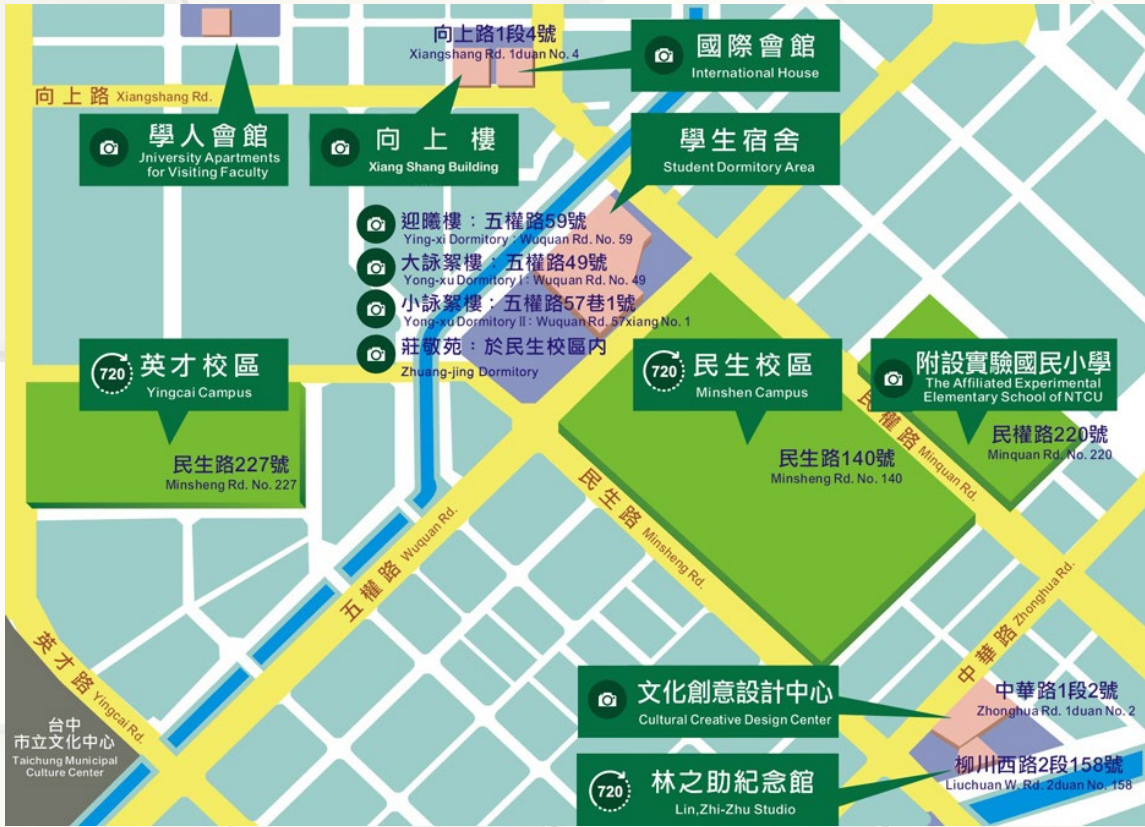 向上路1段4號
Xiangshang Rd. 1duan No. 4
國際會館
International House
向上路 Xiangshang Rd.
學人會館
Jniversity Apartments
for Visiting Faculty
向上樓
Xiang Shang Building
學生宿舍
Student Dormitory Area
迎曦樓：五權路59號
Ying-xi Dormitory : Wuquan Rd. No. 59
大詠絮樓：五權路49號
Yong-xu Dormitory I : Wuquan Rd. No. 49
小詠絮樓：五權路57巷1號
Yong-xu Dormitory II : Wuquan Rd. 57xiang No. 1
莊敬苑：於民生校區内
Zhuang-jing Dormitory
720
英才校區
Yingcai Campus
民生路227號
Minsheng Rd. No. 227
720
民生校區
Minshen Campus
民生路140號
Minsheng Rd. No. 140
附設實驗國民小學
The Affiliated Experimental
Elementary School of NTCU
民權路220號
Minquan Rd. No. 220
民權路 Minquan Rd.
民生路 Minsheng Rd.
五權路 Wuquan Rd.
中華路 Zhonghua Rd.
英才路 Yingcai Rd.
台中
市立文化中心
Taichung Municipal
Culture Center
文化創意設計中心
Cultural Creative Design Center
中華路1段2號
Zhonghua Rd. 1duan No. 2
720
林之助紀念館
Lin,Zhi-Zhu Studio
柳川西路2段158號
Liuchuan W. Rd. 2duan No. 158